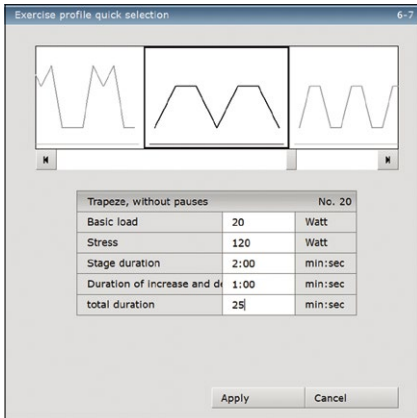 Exercise profile quick selection 6-7
Trapeze, without pauses No. 20
Basic load 20 Watt
Stress 120 Watt
Stage duration 2:00 min:sec
Duration of increase and de 1:00 min:sec
total duration 25 min:sec
Apply Cancel